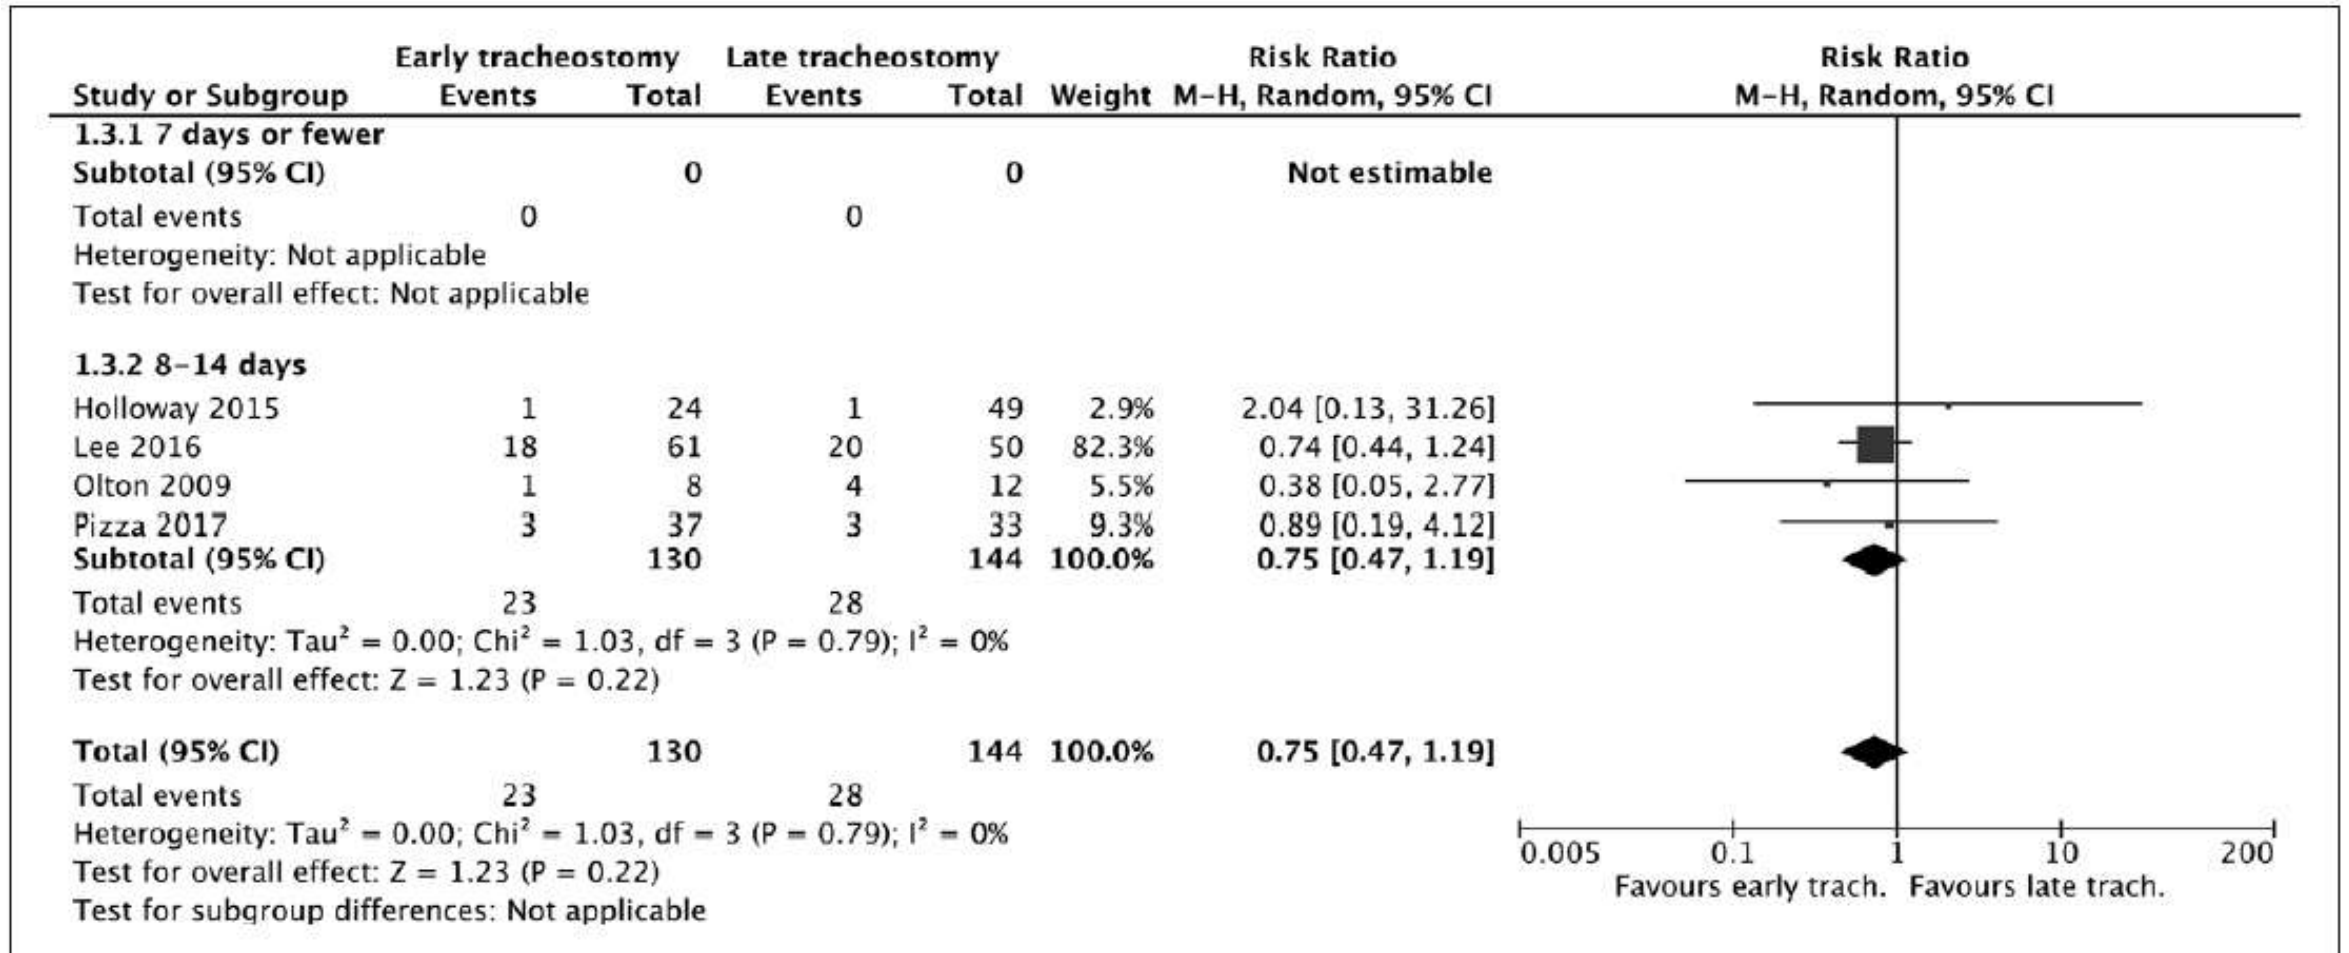 Early tracheostomy Late tracheostomy Risk Ratio Risk Ratio
Study or Subgroup Events Total Events Total Weight M-H, Random, 95% CI M-H, Random, 95% CI
1.3.1 7 days or fewer
Subtotal (95% CI) 0 0 Not estimable
Total events 0 0
Heterogeneity: Not applicable
Test for overall effect: Not applicable
1.3.2 8-14 days
Holloway 2015 1 24 1 49 2.9% 2.04 [0.13, 31.26]
Lee 2016 18 61 20 50 82.3% 0.74 [0.44, 1.24]
Olton 2009 1 8 4 12 5.5% 0.38 [0.05, 2.77]
Pizza 2017 3 37 3 33 9.3% 0.89 [0.19, 4.12]
Subtotal (95% CI) 130 144 100.0% 0.75 [0.47, 1.19]
Total events 23 28
Heterogeneity: Tau² = 0.00; Chi² = 1.03, df = 3 (P = 0.79); I² = 0%
Test for overall effect: Z = 1.23 (P = 0.22)
Total (95% CI) 130 144 100.0% 0.75 [0.47, 1.19]
Total events 23 28
Heterogeneity: Tau² = 0.00; Chi² = 1.03, df = 3 (P = 0.79); I² = 0%
Test for overall effect: Z = 1.23 (P = 0.22)
Test for subgroup differences: Not applicable
0.005 0.1 1 10 200
Favours early trach. Favours late trach.